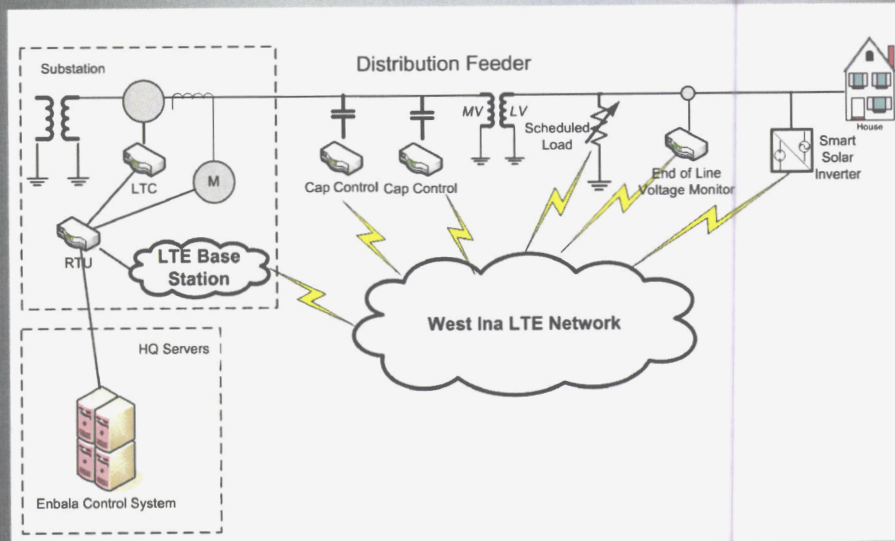 Substation
Distribution Feeder
MV
LV
Scheduled
Load
House
Smart
Solar
Inverter
LTC
M
Cap Control
Cap Control
End of Line
Voltage Monitor
RTU
LTE Base
Station
West Ina LTE Network
HQ Servers
Enbala Control System